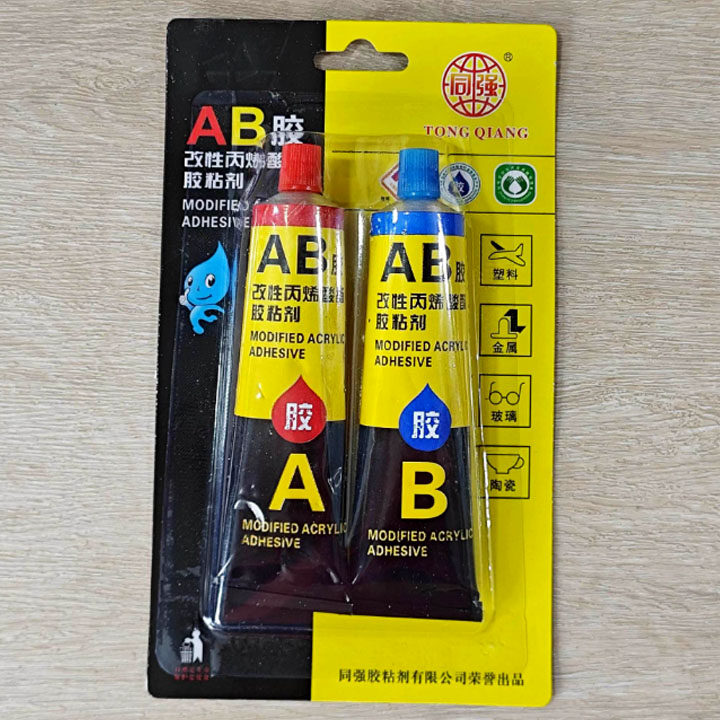 AB胶
改性丙烯酸
胶粘剂
MODIFIED
ADHESIVE
同强
®
TONG QIANG
AB胶
改性丙烯酸酯
胶粘剂
MODIFIED ACRYLIC
ADHESIVE
胶
A
MODIFIED ACRYLIC
ADHESIVE
AB胶
改性丙烯酸酯
胶粘剂
MODIFIED ACRYLIC
ADHESIVE
胶
B
MODIFIED ACRYLIC
ADHESIVE
胶
塑料
金属
玻璃
陶瓷
同强胶粘剂有限公司荣誉出品